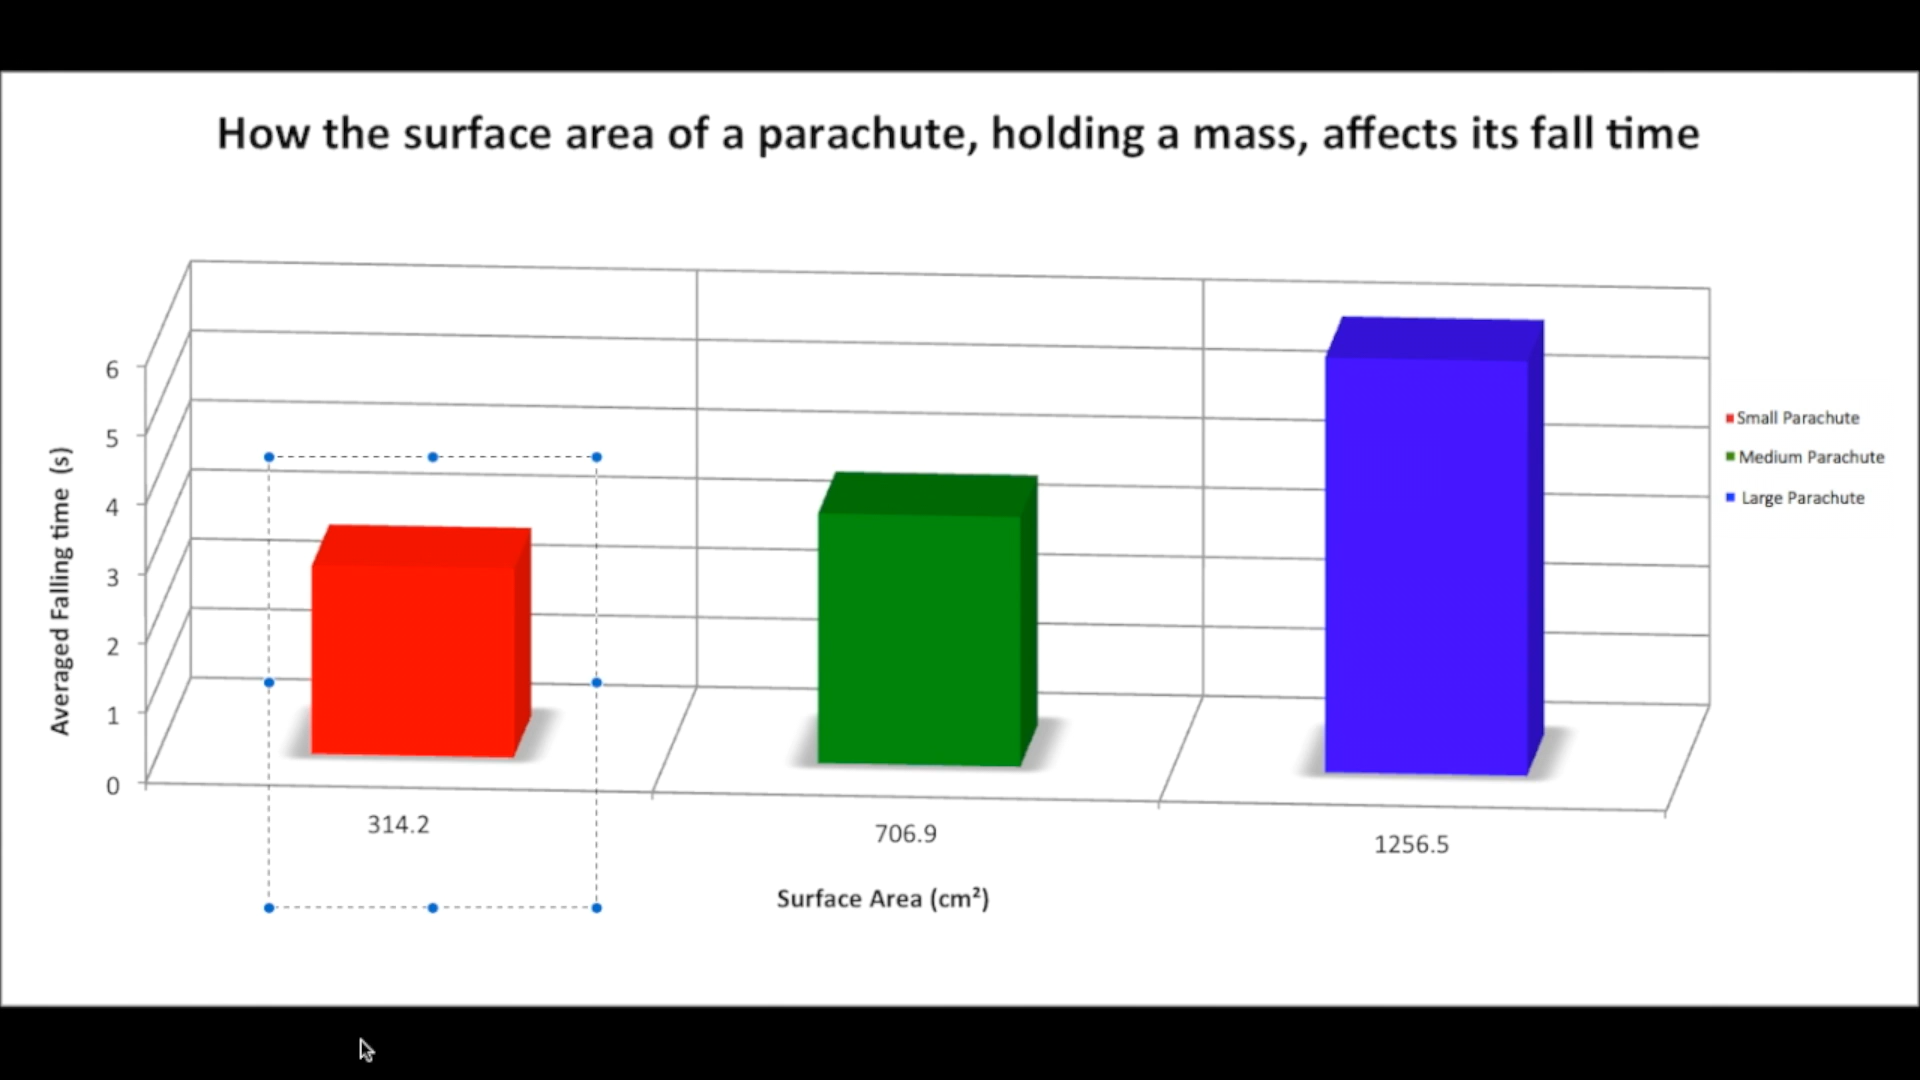 How the surface area of a parachute, holding a mass, affects its fall time
Averaged Falling time (s)
6
5
4
3
2
1
0
314.2
706.9
1256.5
Surface Area (cm²)
Small Parachute
Medium Parachute
Large Parachute